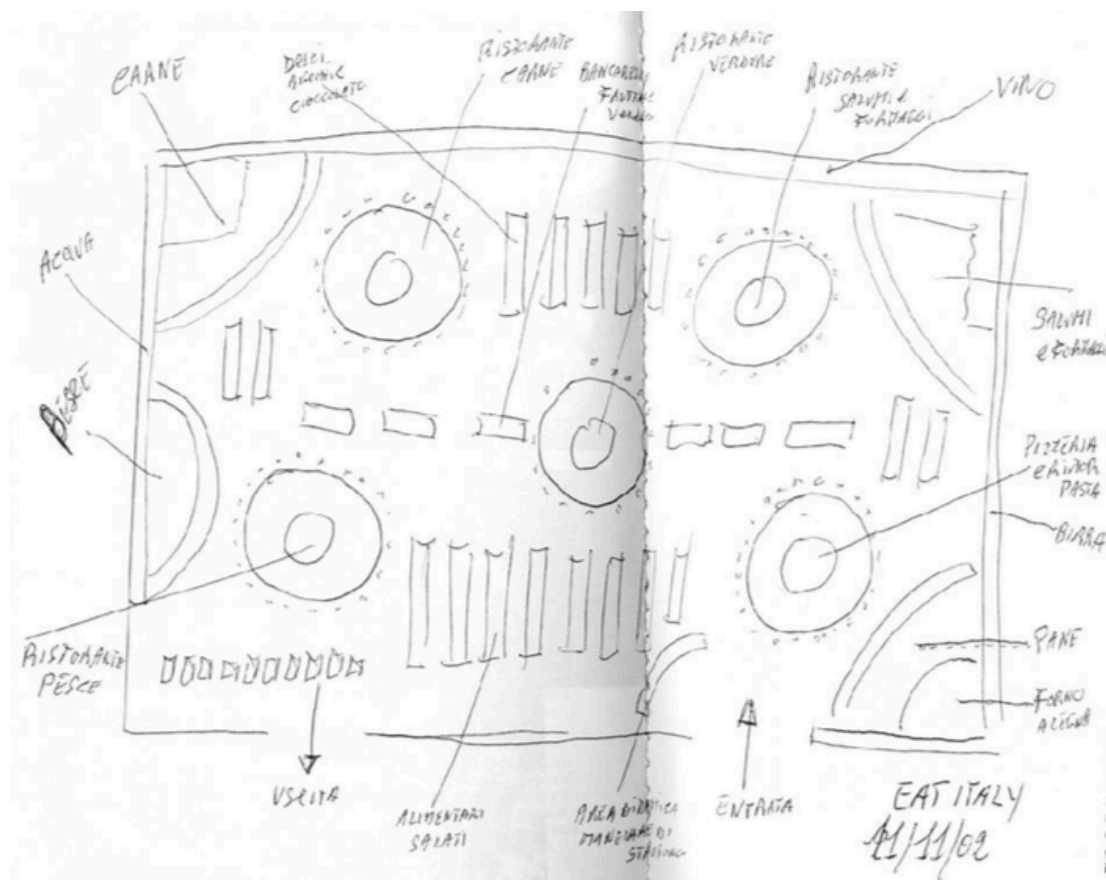 CARNE
DOLCI
CIOCCOLATO
RISTORANTE
CARNE
BANCARELLE
FRUTTA E
VERDURA
RISTORANTE
VERDURE
RISTORANTE
SALUMI E
FORMAGGI
VINO
ACQUA
PESCE
SALUMI
E FORMAGGI
PIZZERIA
E RISTOR
PASTA
BIRRA
PANE
FORNO
A LEGNA
RISTORANTE
PESCE
USCITA
ALIMENTARI
SALATI
AREA DIDATTICA
MANGIARE DI
STAGIONE
ENTRATA
EAT ITALY
11/11/02